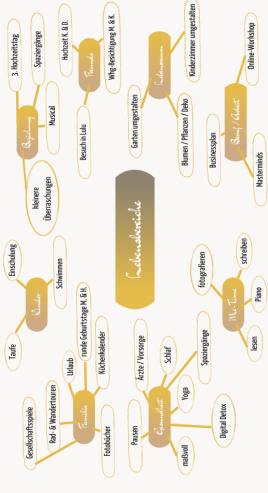 Lebensbereiche
Familie
Gesellschaftsspiele
Rad- & Wandertouren
Urlaub
runde Geburtstage M. & H.
Küchenkalender
Fotobücher
Kinder
Taufe
Einschulung
Schwimmen
Beziehung
3. Hochzeitstag
Spaziergänge
Musical
kleinere
Überraschungen
Freunde
Hochzeit K. & D.
Whg-Besichtigung M. & K.
Besuch in Lulu
Gesundheit
Pausen
Ärzte / Vorsorge
Schlaf
Spaziergänge
Yoga
Digital Detox
maßvoll
Me-Time
fotografieren
schreiben
Piano
lesen
Lebensraum
Garten umgestalten
Kinderzimmer umgestalten
Blumen / Pflanzen / Deko
Beruf / Arbeit
Businessplan
Online-Workshop
Masterminds